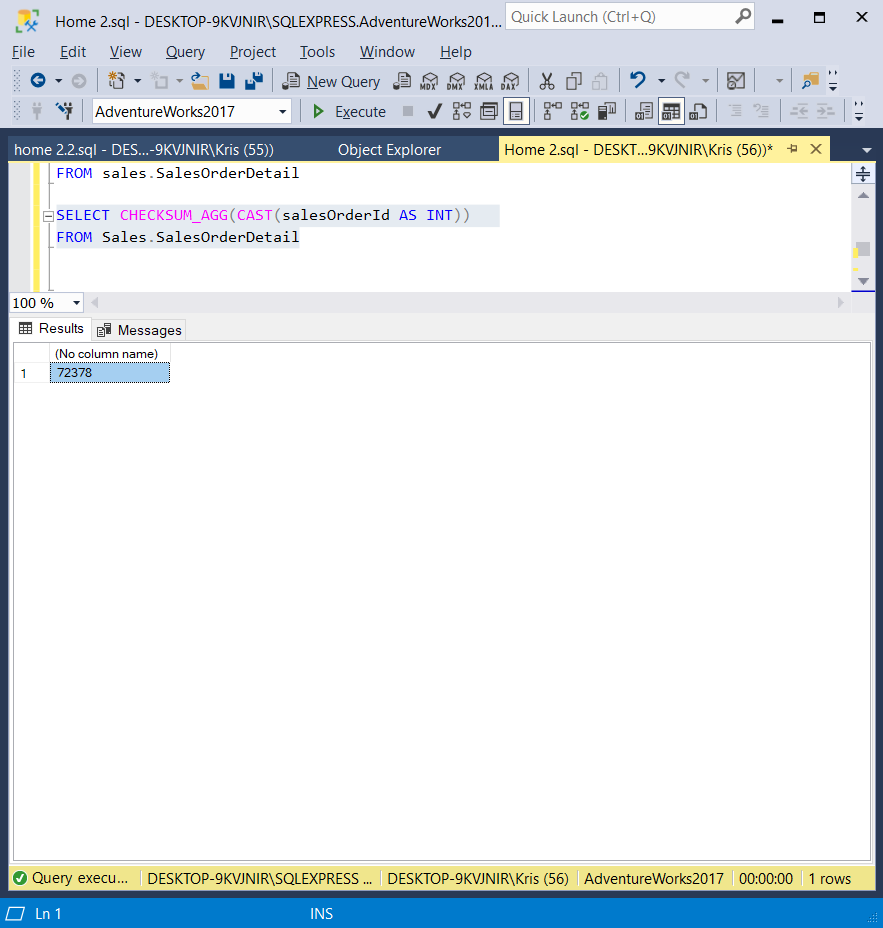 Home 2.sql - DESKTOP-9KVJNIR\SQLEXPRESS.AdventureWorks201...
Quick Launch (Ctrl+Q)
File Edit View Query Project Tools Window Help
New Query MDX DMX XMLA DAX
AdventureWorks2017 Execute
home 2.2.sql - DES...-9KVJNIR\Kris (55)) Object Explorer Home 2.sql - DESKT...9KVJNIR\Kris (56))*
FROM sales.SalesOrderDetail
SELECT CHECKSUM_AGG(CAST(salesOrderId AS INT))
FROM Sales.SalesOrderDetail
100 %
Results Messages
(No column name)
1 72378
Query execu... DESKTOP-9KVJNIR\SQLEXPRESS ... DESKTOP-9KVJNIR\Kris (56) AdventureWorks2017 00:00:00 1 rows
Ln 1 INS